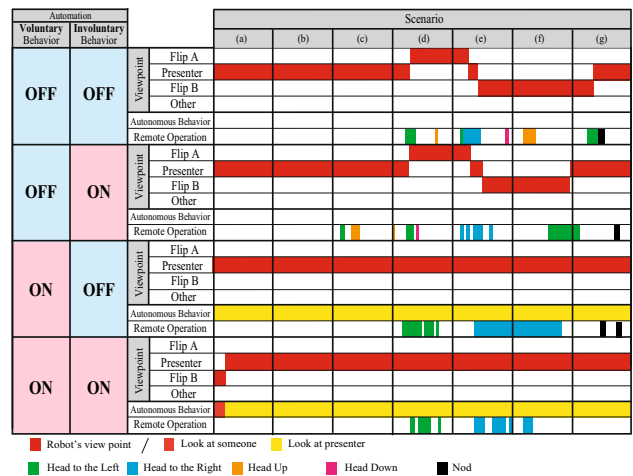 Automation Scenario
Voluntary Behavior Involuntary Behavior (a) (b) (c) (d) (e) (f) (g)
OFF OFF Viewpoint Flip A
Presenter
Flip B
Other
Autonomous Behavior
Remote Operation
OFF ON Viewpoint Flip A
Presenter
Flip B
Other
Autonomous Behavior
Remote Operation
ON OFF Viewpoint Flip A
Presenter
Flip B
Other
Autonomous Behavior
Remote Operation
ON ON Viewpoint Flip A
Presenter
Flip B
Other
Autonomous Behavior
Remote Operation
Robot's view point / Look at someone Look at presenter
Head to the Left Head to the Right Head Up Head Down Nod